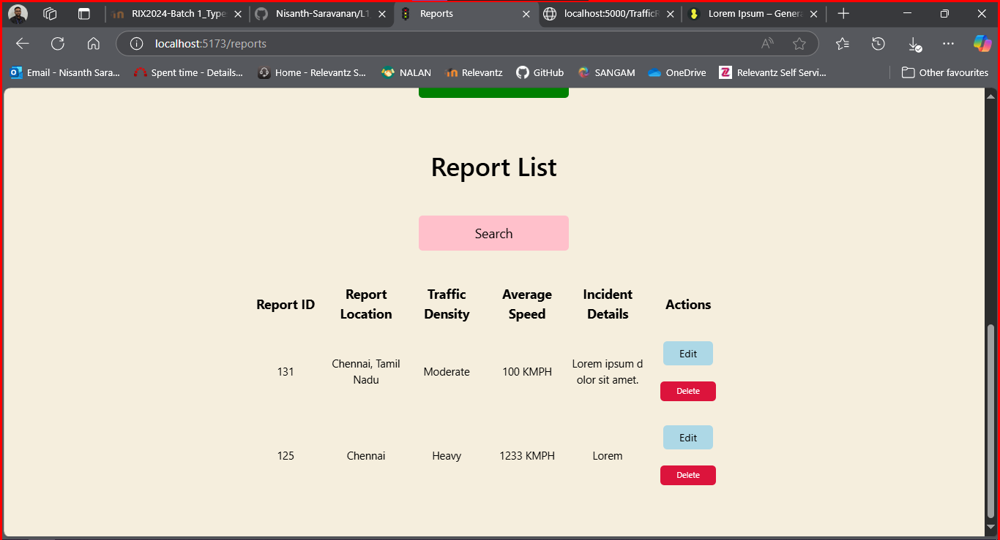 RIX2024-Batch 1_Type
Nisanth-Saravanan/L1
Reports
localhost:5000/TrafficR
Lorem Ipsum – Genera
localhost:5173/reports
Email - Nisanth Sara...
Spent time - Details...
Home - Relevantz S...
NALAN
Relevantz
GitHub
SANGAM
OneDrive
Relevantz Self Servi...
Other favourites
Report List
Search
Report ID
Report
Location
Traffic
Density
Average
Speed
Incident
Details
Actions
131
Chennai, Tamil
Nadu
Moderate
100 KMPH
Lorem ipsum d
olor sit amet.
Edit
Delete
125
Chennai
Heavy
1233 KMPH
Lorem
Edit
Delete